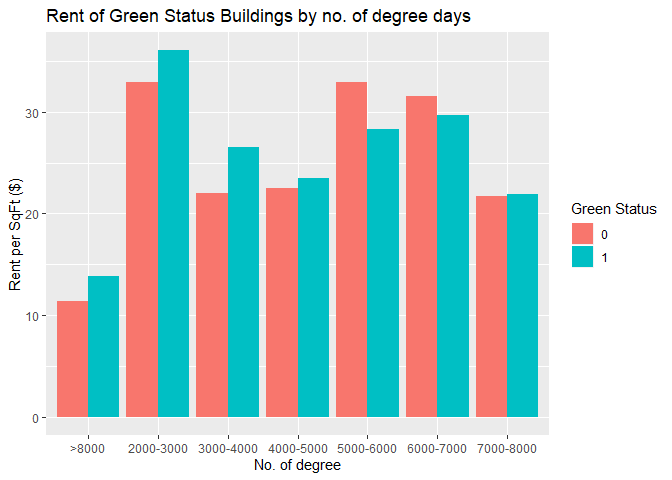 Rent of Green Status Buildings by no. of degree days
Rent per SqFt ($)
30
20
10
0
>8000 2000-3000 3000-4000 4000-5000 5000-6000 6000-7000 7000-8000
No. of degree
Green Status
0
1